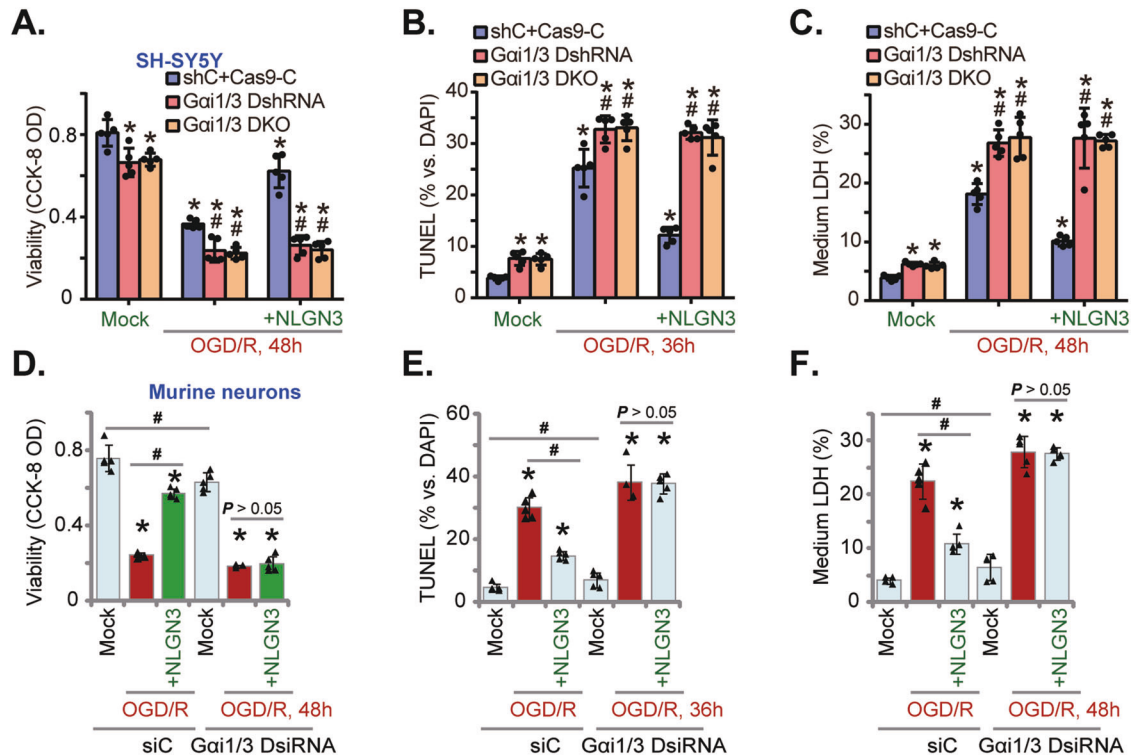 A.
SH-SY5Y
shC+Cas9-C
Gαi1/3 DshRNA
Gαi1/3 DKO
Viability (CCK-8 OD)
0.8
0.4
0
* *
*
* *
# #
*
* *
# #
Mock
+NLGN3
OGD/R, 48h
B.
shC+Cas9-C
Gαi1/3 DshRNA
Gαi1/3 DKO
TUNEL (% vs. DAPI)
40
30
20
10
0
* *
*
* *
# #
*
* *
# #
Mock
+NLGN3
OGD/R, 36h
C.
shC+Cas9-C
Gαi1/3 DshRNA
Gαi1/3 DKO
Medium LDH (%)
30
20
10
0
* *
*
* *
# #
*
* *
# #
Mock
+NLGN3
OGD/R, 48h
D.
Murine neurons
Viability (CCK-8 OD)
0.8
0.4
0
#
#
P > 0.05
* * * *
Mock
+NLGN3
Mock
+NLGN3
OGD/R OGD/R, 48h
siC Gαi1/3 DsiRNA
E.
TUNEL (% vs. DAPI)
60
40
20
0
#
#
P > 0.05
* * * *
Mock
+NLGN3
Mock
+NLGN3
OGD/R OGD/R, 36h
siC Gαi1/3 DsiRNA
F.
Medium LDH (%)
30
20
10
0
#
#
P > 0.05
* * * *
Mock
+NLGN3
Mock
+NLGN3
OGD/R OGD/R, 48h
siC Gαi1/3 DsiRNA